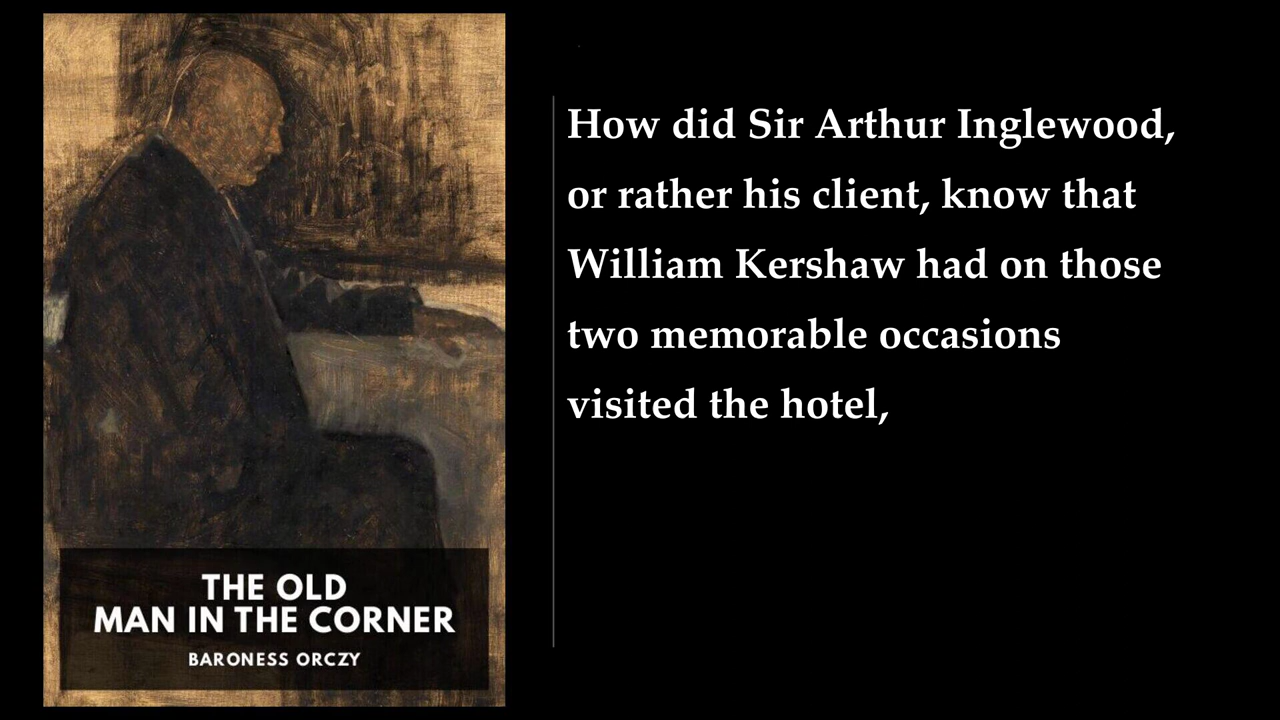 THE OLD
MAN IN THE CORNER
BARONESS ORCZY
How did Sir Arthur Inglewood,
or rather his client, know that
William Kershaw had on those
two memorable occasions
visited the hotel,